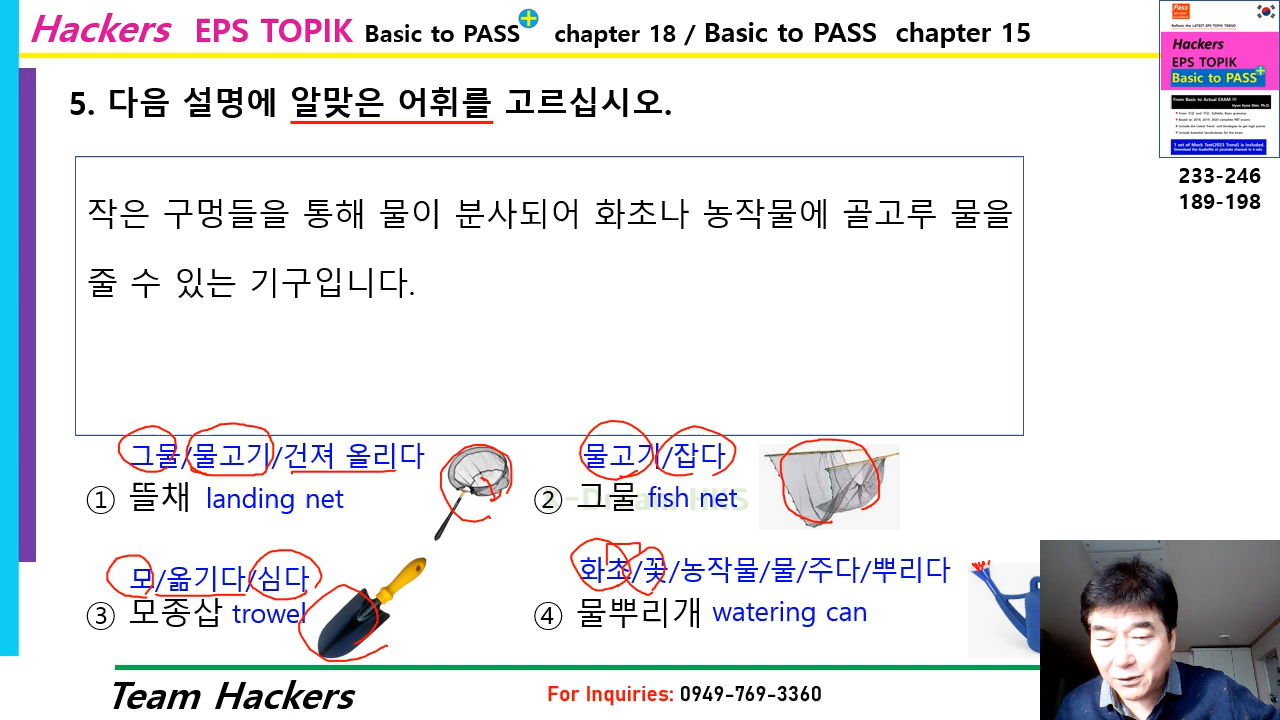 Hackers EPS TOPIK Basic to PASS+ chapter 18 / Basic to PASS chapter 15
Pass
Hackers
EPS TOPIK
Basic to PASS+
From Basic to Actual EXAM !!!
233-246
189-198
5. 다음 설명에 알맞은 어휘를 고르십시오.
작은 구멍들을 통해 물이 분사되어 화초나 농작물에 골고루 물을
줄 수 있는 기구입니다.
그물/물고기/건져 올리다
① 뜰채 landing net
물고기/잡다
② 그물 fish net
모/옮기다/심다
③ 모종삽 trowel
화초/꽃/농작물/물/주다/뿌리다
④ 물뿌리개 watering can
Team Hackers
For Inquiries: 0949-769-3360